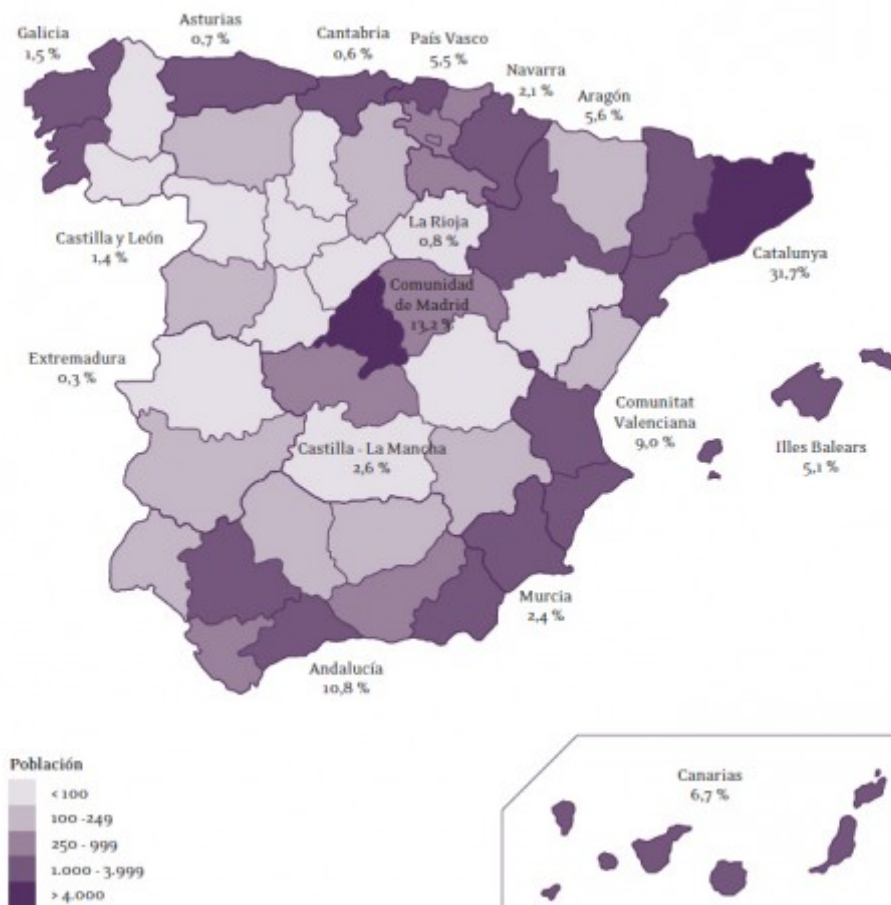 Galicia
1,5 %
Asturias
0,7 %
Cantabria
0,6 %
País Vasco
5,5 %
Navarra
2,1 %
Aragón
5,6 %
Castilla y León
1,4 %
La Rioja
0,8 %
Catalunya
31,7%
Comunidad
de Madrid
13,2 %
Extremadura
0,3 %
Comunitat
Valenciana
9,0 %
Illes Balears
5,1 %
Castilla - La Mancha
2,6 %
Murcia
2,4 %
Andalucía
10,8 %
Población
< 100
100 -249
250 - 999
1.000 - 3.999
> 4.000
Canarias
6,7 %